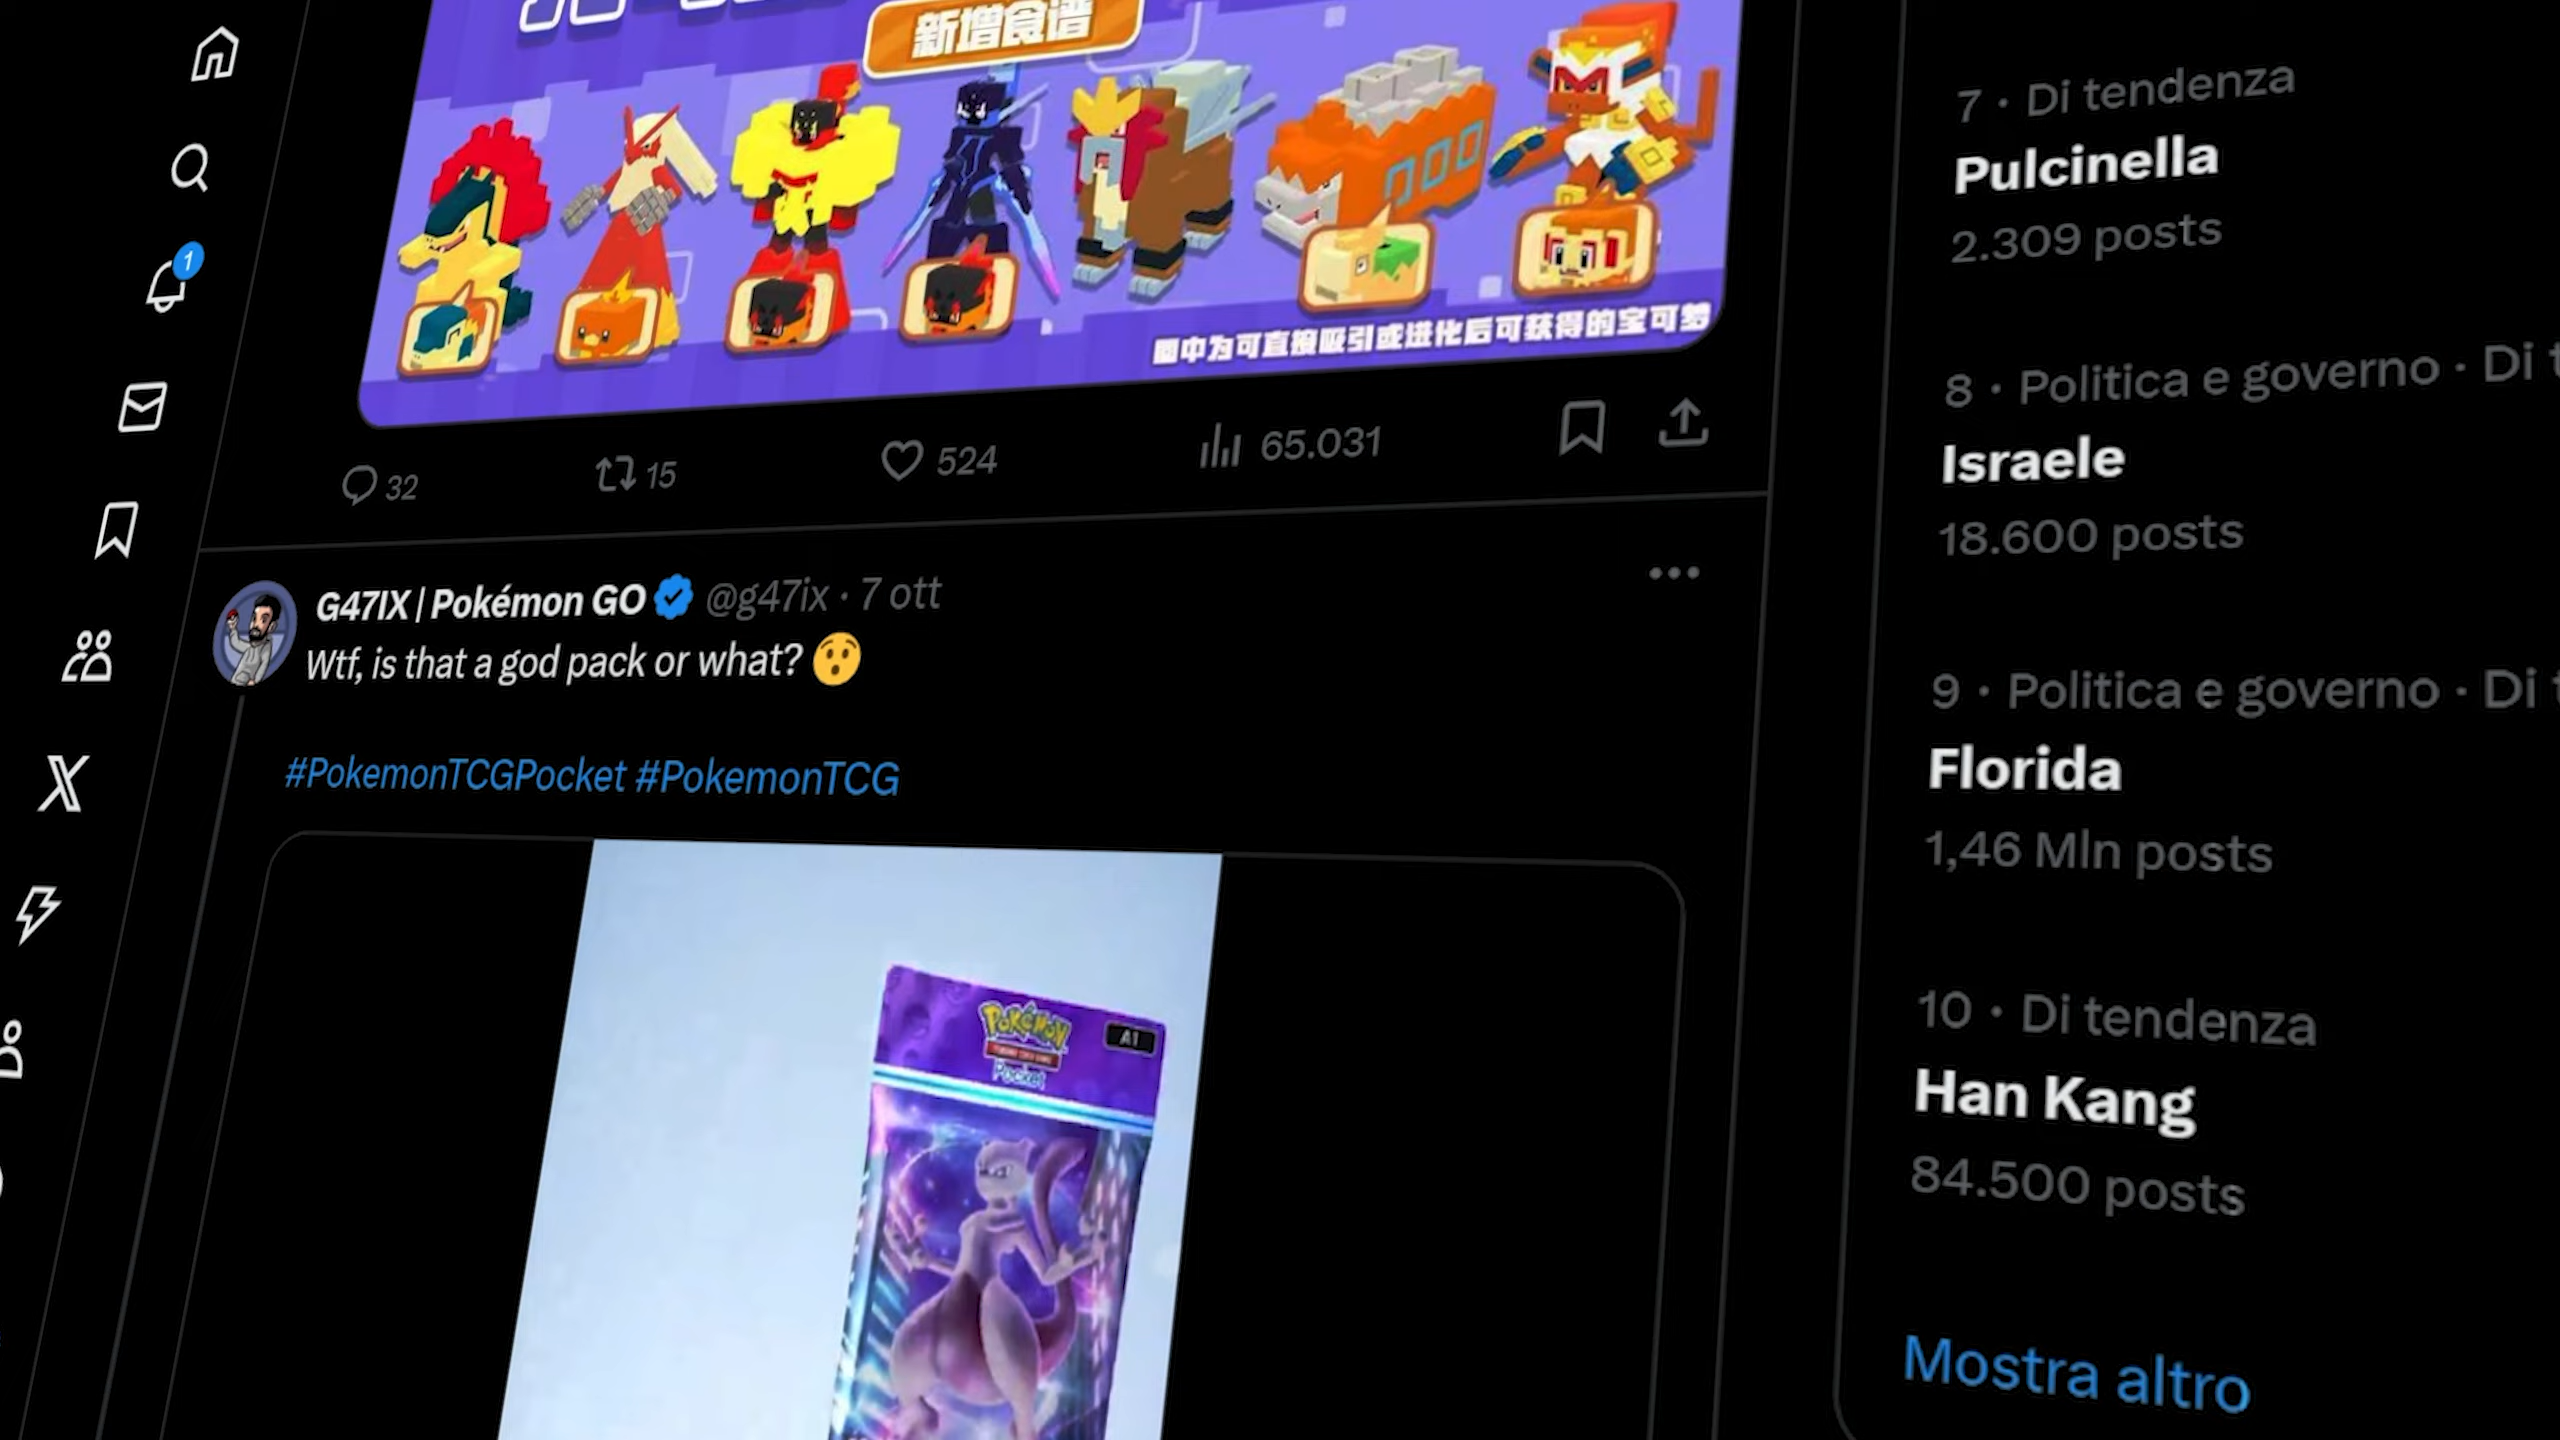 新增食谱
图中为可直接吸引或进化后可获得的宝可梦
32 15 524 65.031
1
G47IX | Pokémon GO @g47ix · 7 ott
Wtf, is that a god pack or what? 😯
#PokemonTCGPocket #PokemonTCG
Pokémon
Pocket
A1
7 · Di tendenza
Pulcinella
2.309 posts
8 · Politica e governo · Di t
Israele
18.600 posts
9 · Politica e governo · Di t
Florida
1,46 Mln posts
10 · Di tendenza
Han Kang
84.500 posts
Mostra altro